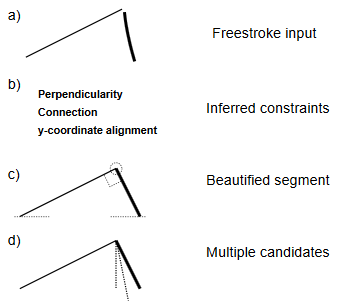 a)
Freestroke input
b)
Perpendicularity
Connection
y-coordinate alignment
Inferred constraints
c)
Beautified segment
d)
Multiple candidates